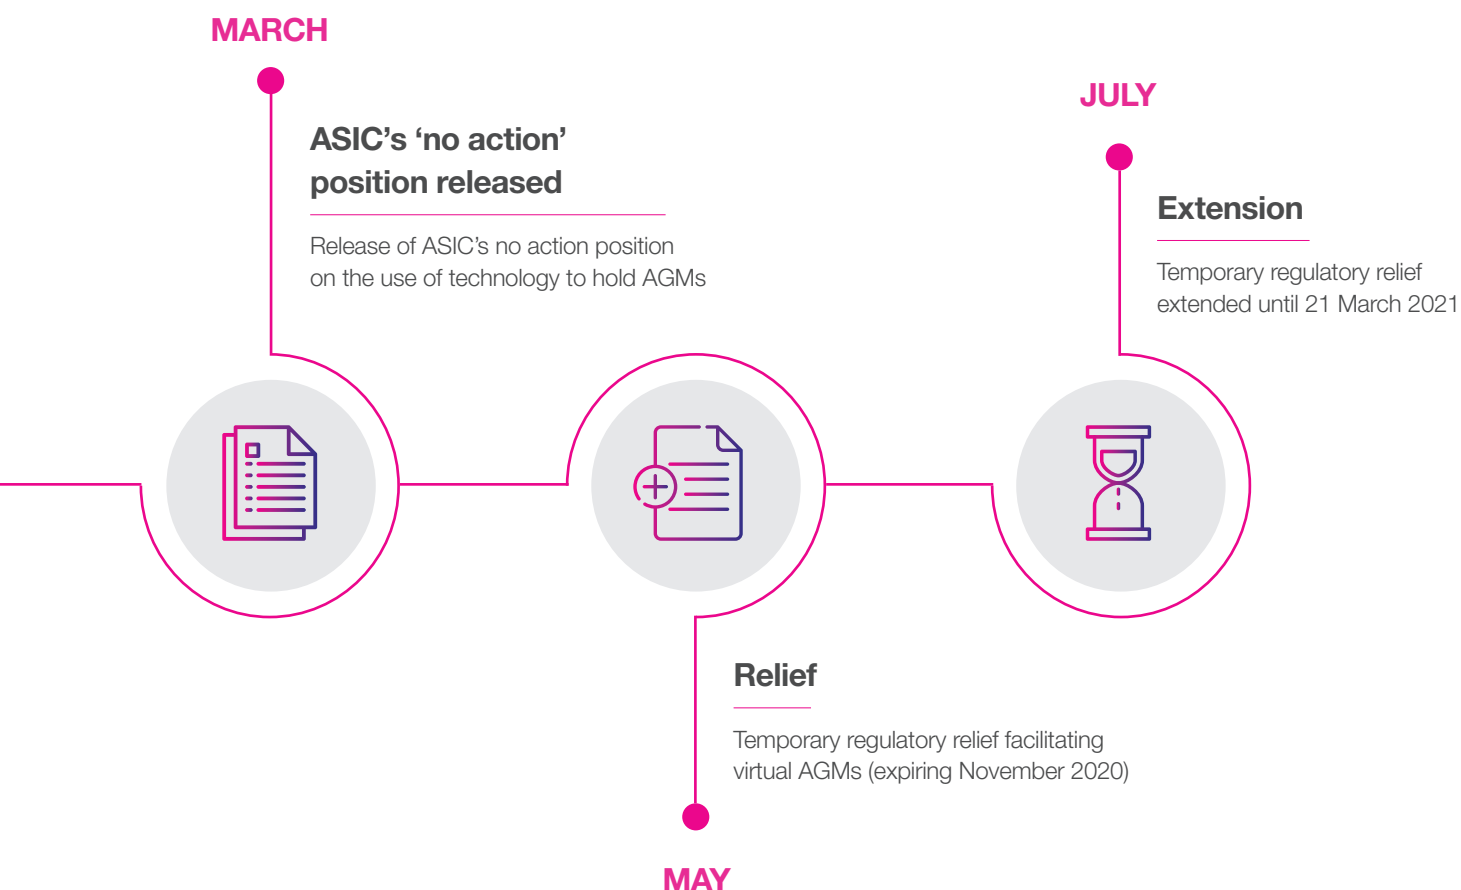 MARCH
ASIC’s ‘no action’
position released
Release of ASIC’s no action position
on the use of technology to hold AGMs
JULY
Extension
Temporary regulatory relief
extended until 21 March 2021
Relief
Temporary regulatory relief facilitating
virtual AGMs (expiring November 2020)
MAY